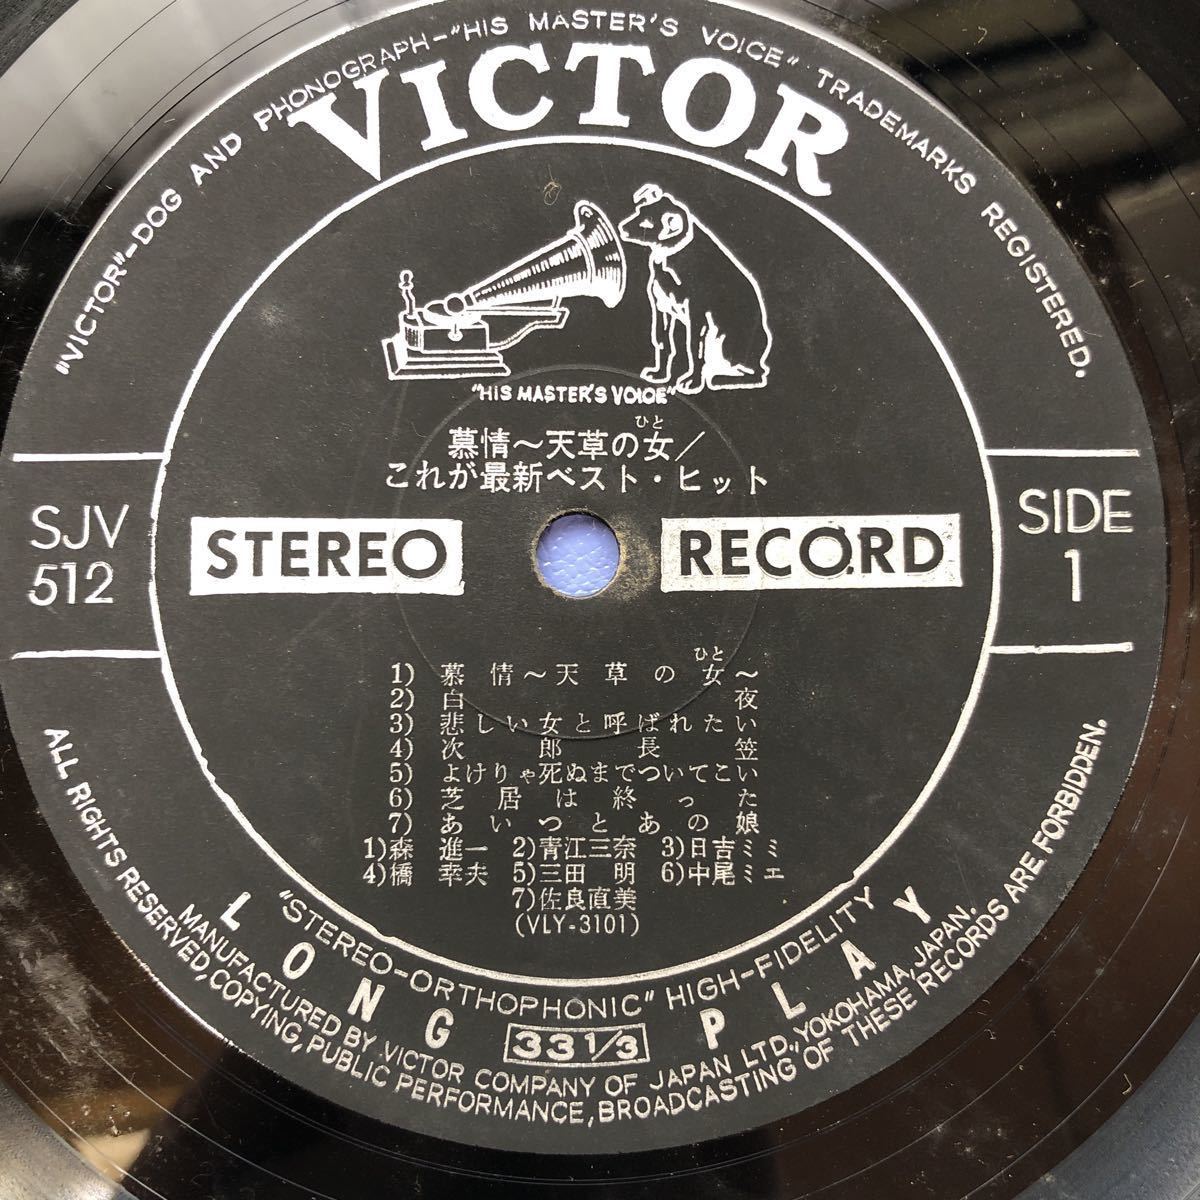 "VICTOR"-DOG AND PHONOGRAPH-"HIS MASTER'S VOICE" TRADEMARKS REGISTERED.
VICTOR
"HIS MASTER'S VOICE"
ひと
慕情～天草の女/
これが最新ベスト・ヒット
SJV
512
STEREO
RECORD
SIDE
1
ひと
1) 慕情～天草の女～
2) 白夜
3) 悲しい女と呼ばれたい
4) 次郎長笠
5) よけりゃ死ぬまでついてこい
6) 芝居は終った
7) あいつとあの娘
1)森進一 2)青江三奈 3)日吉ミミ
4)橋幸夫 5)三田明 6)中尾ミエ
7)佐良直美
(VLY-3101)
"STEREO-ORTHOPHONIC" HIGH-FIDELITY
LONG 33 1/3 PLAY
MANUFACTURED BY VICTOR COMPANY OF JAPAN LTD., YOKOHAMA, JAPAN.
ALL RIGHTS RESERVED, COPYING, PUBLIC PERFORMANCE, BROADCASTING OF THESE RECORDS ARE FORBIDDEN.